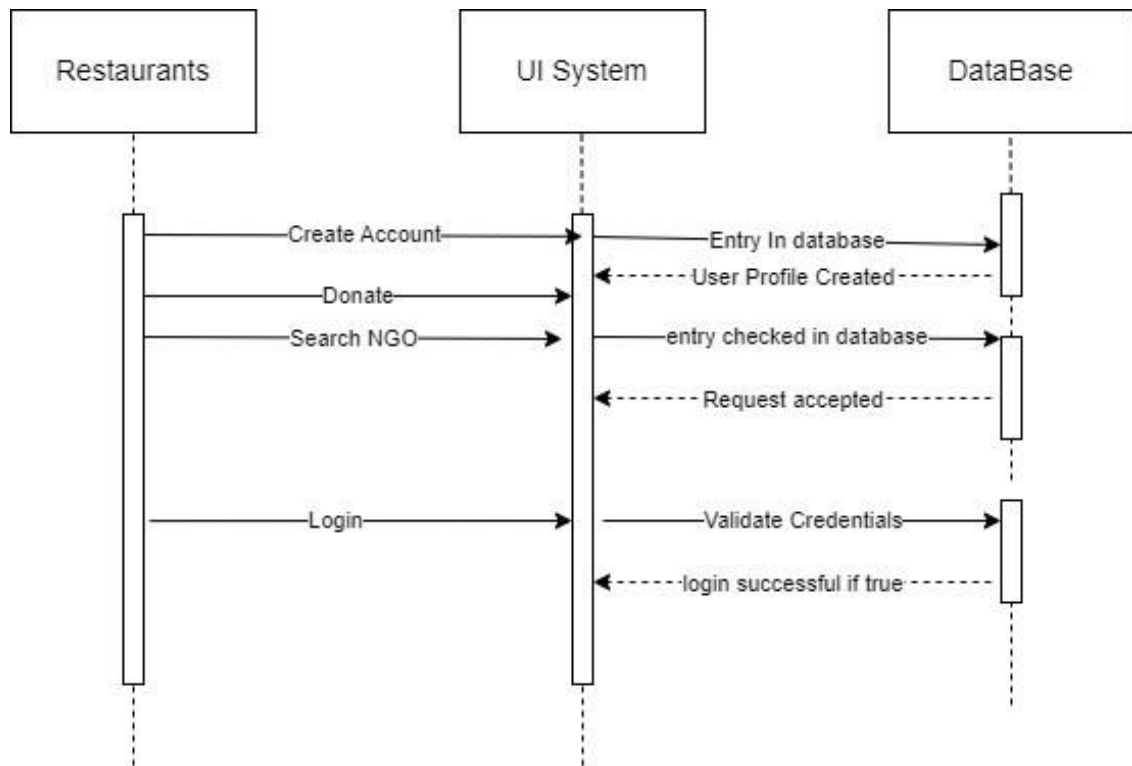 Restaurants
UI System
DataBase
Create Account
Entry In database
User Profile Created
Donate
Search NGO
entry checked in database
Request accepted
Login
Validate Credentials
login successful if true